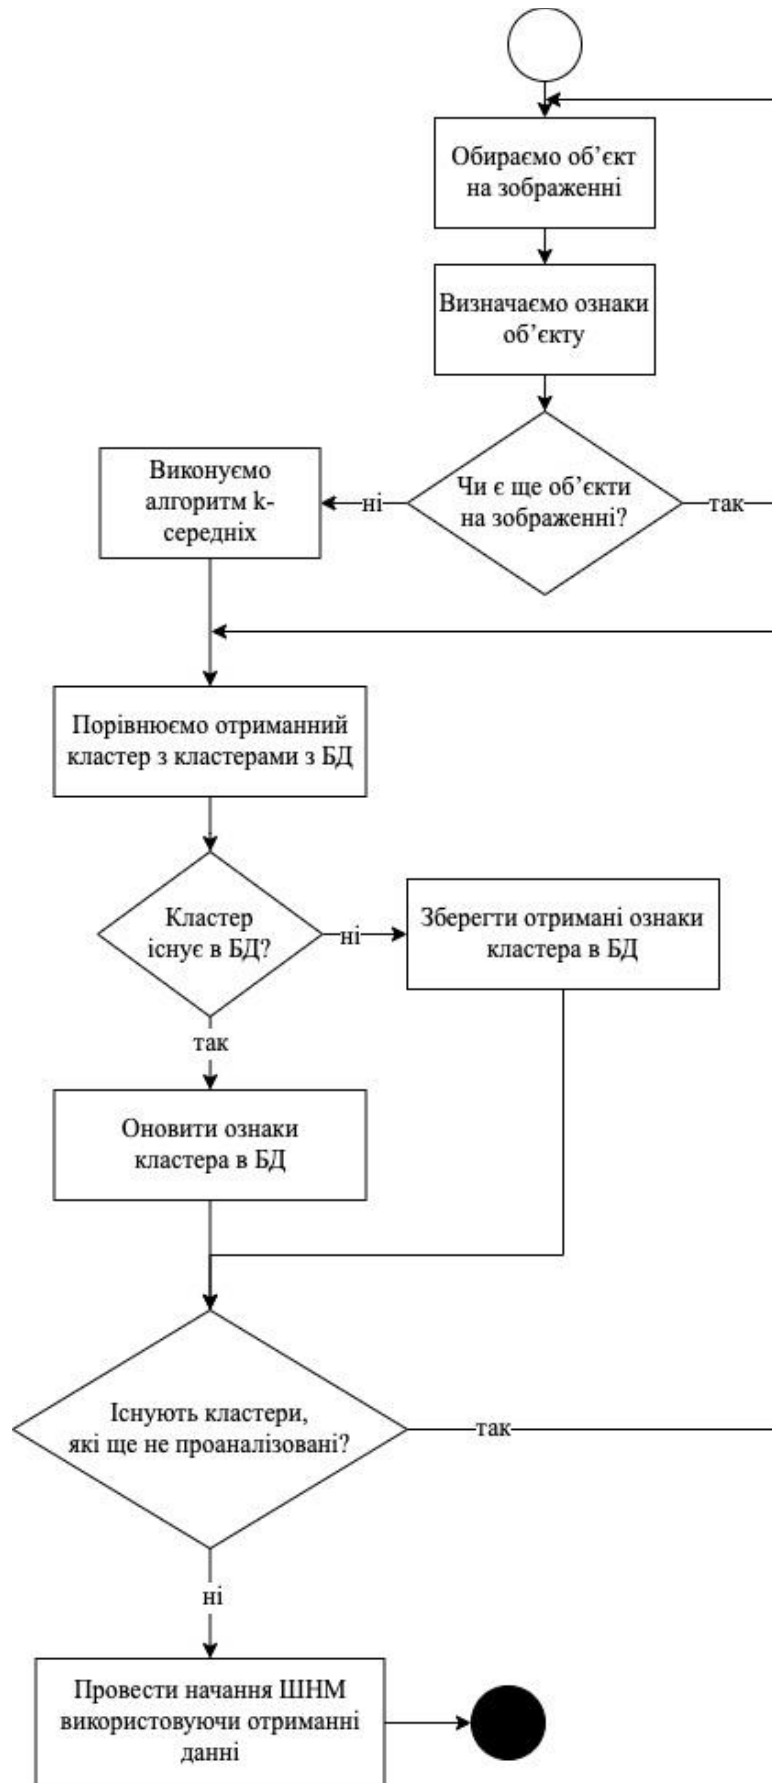 Обираємо об’єкт
на зображенні
Визначаємо ознаки
об’єкту
Чи є ще об’єкти
на зображенні?
ні
так
Виконуємо
алгоритм k-
середніх
Порівнюємо отриманний
кластер з кластерами з БД
Кластер
існує в БД?
ні
Зберегти отримані ознаки
кластера в БД
так
Оновити ознаки
кластера в БД
Існують кластери,
які ще не проаналізовані?
так
ні
Провести начання ШНМ
використовуючи отриманні
данні